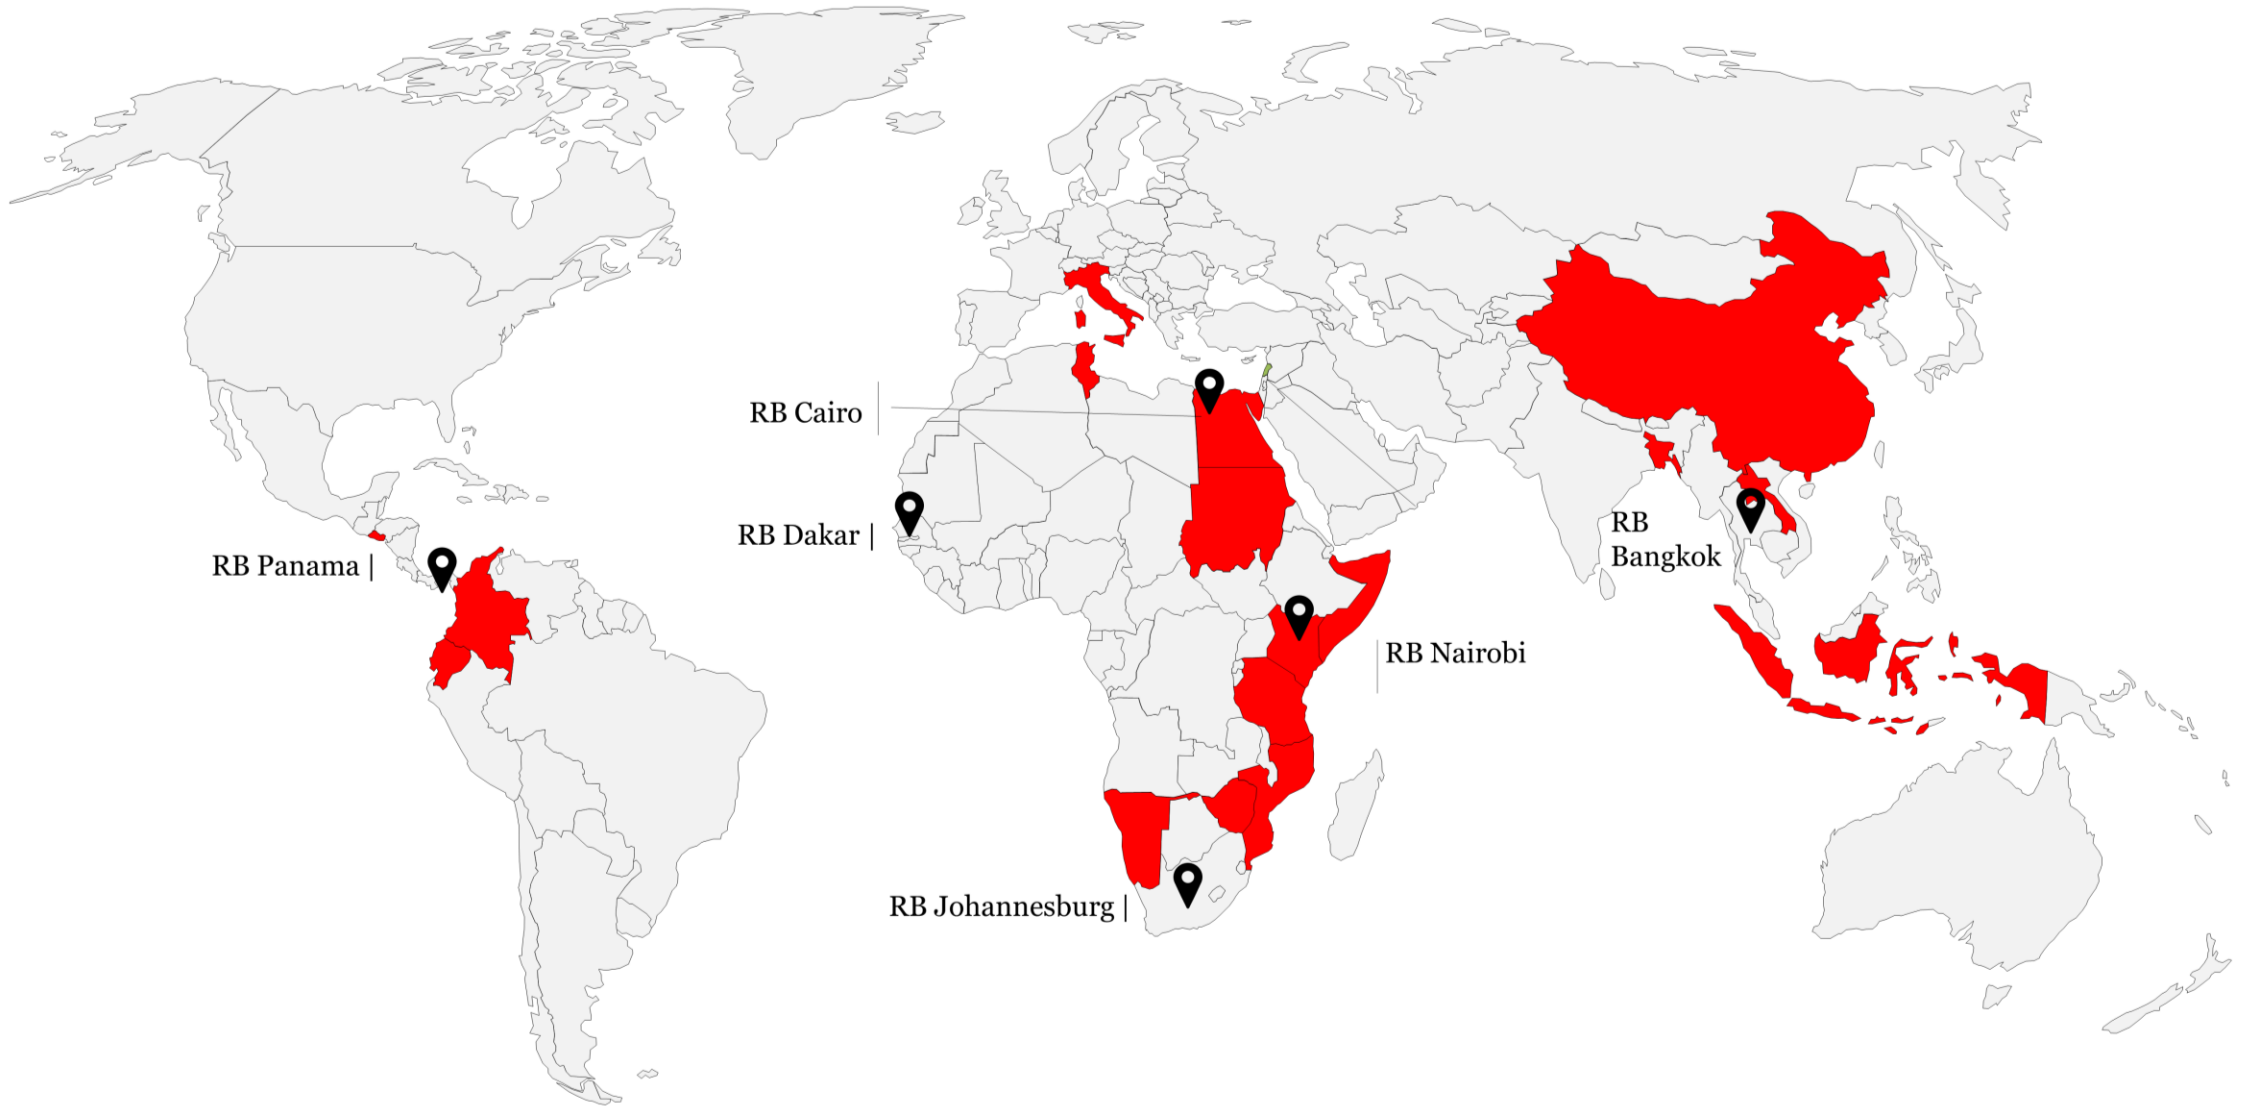 RB Cairo
RB Dakar |
RB Panama |
RB
Bangkok
RB Nairobi
RB Johannesburg |